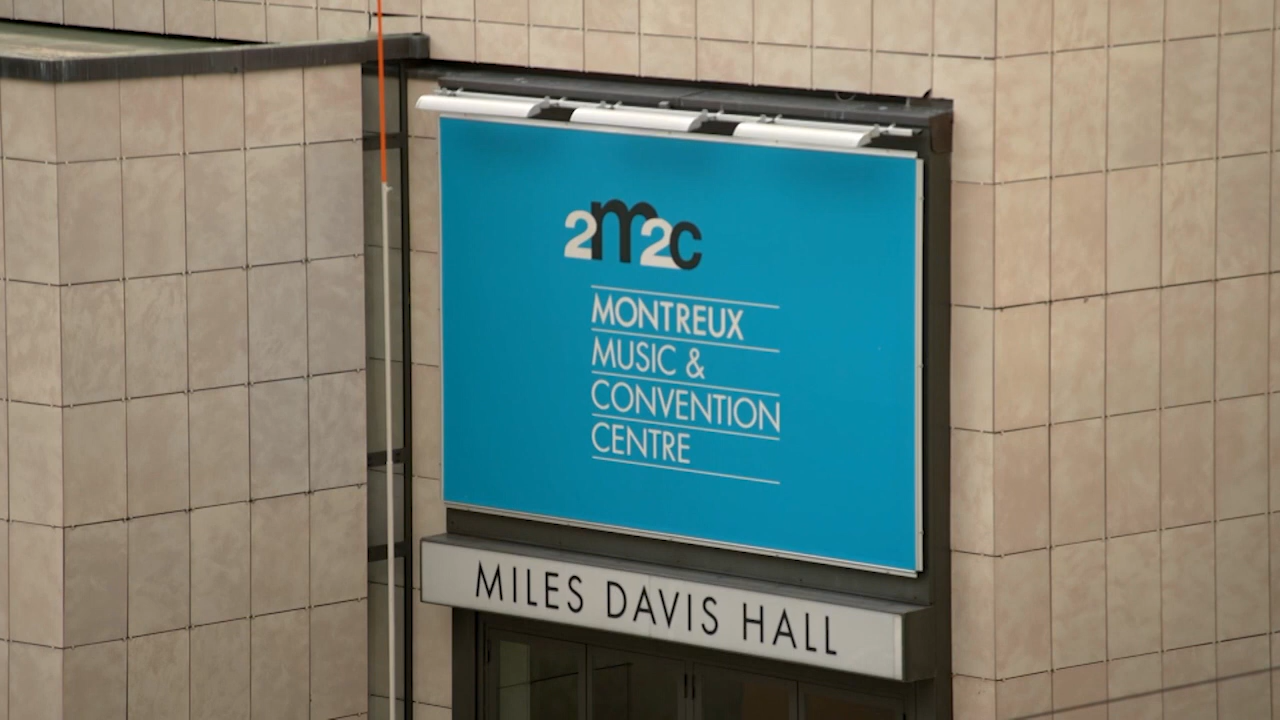 2m2c
MONTREUX
MUSIC &
CONVENTION
CENTRE
MILES DAVIS HALL